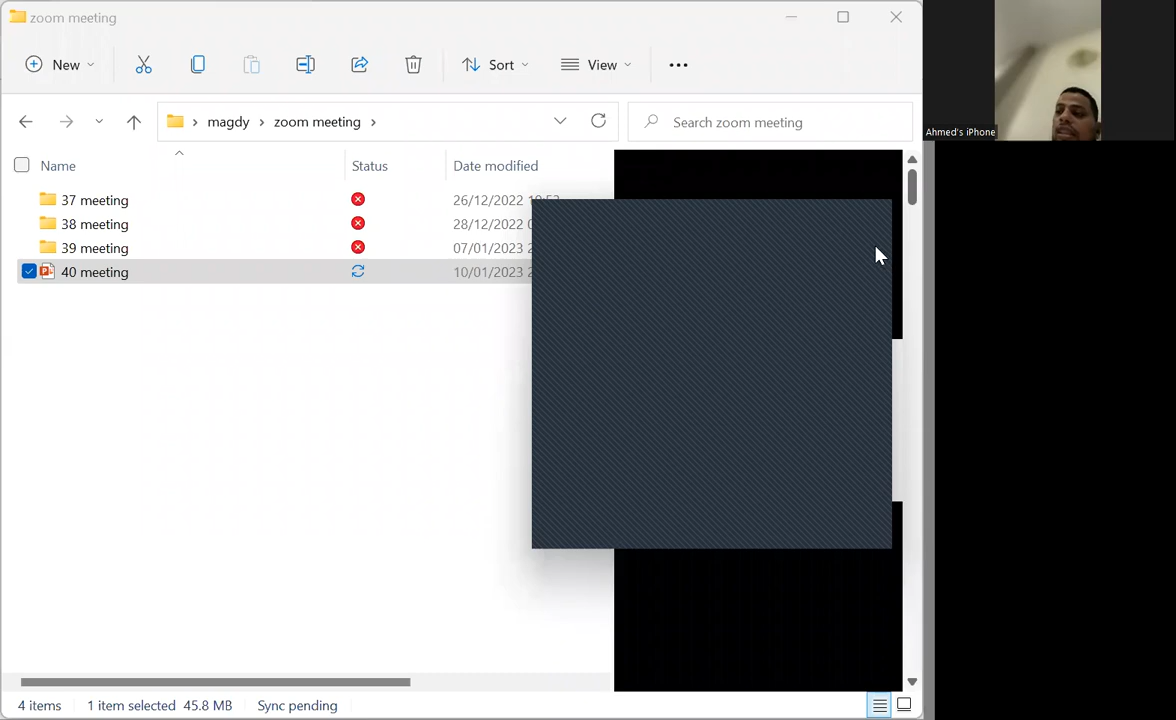 zoom meeting
New
Sort
View
magdy
zoom meeting
Search zoom meeting
Name
Status
Date modified
37 meeting
26/12/2022
38 meeting
28/12/2022
39 meeting
07/01/2023
40 meeting
10/01/2023
4 items
1 item selected 45.8 MB
Sync pending
Ahmed's iPhone